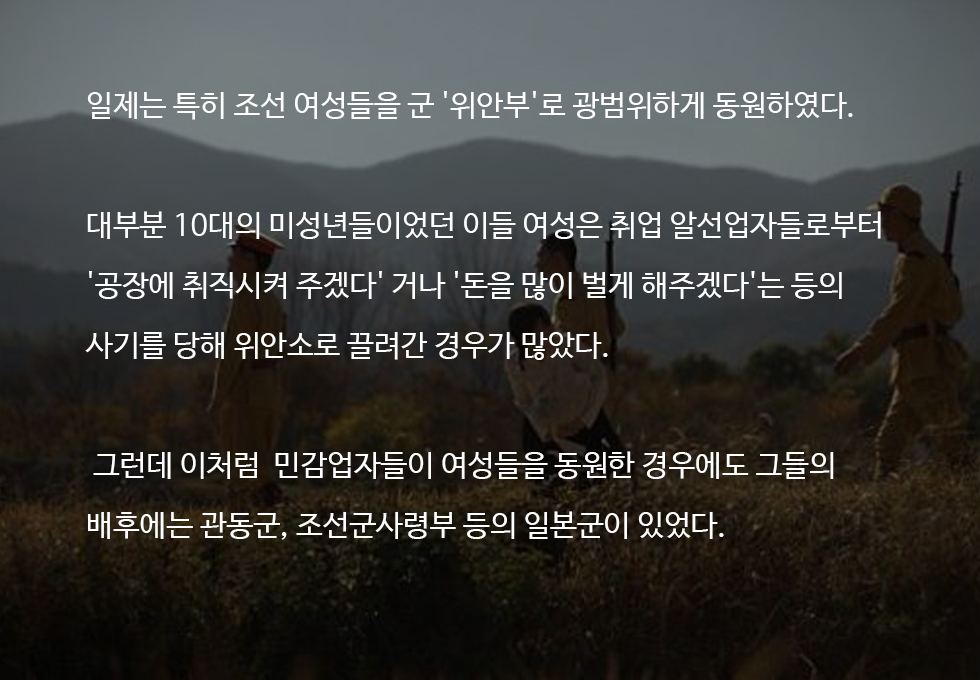 일제는 특히 조선 여성들을 군 '위안부'로 광범위하게 동원하였다.
대부분 10대의 미성년들이었던 이들 여성은 취업 알선업자들로부터
'공장에 취직시켜 주겠다' 거나 '돈을 많이 벌게 해주겠다'는 등의
사기를 당해 위안소로 끌려간 경우가 많았다.
그런데 이처럼 민감업자들이 여성들을 동원한 경우에도 그들의
배후에는 관동군, 조선군사령부 등의 일본군이 있었다.